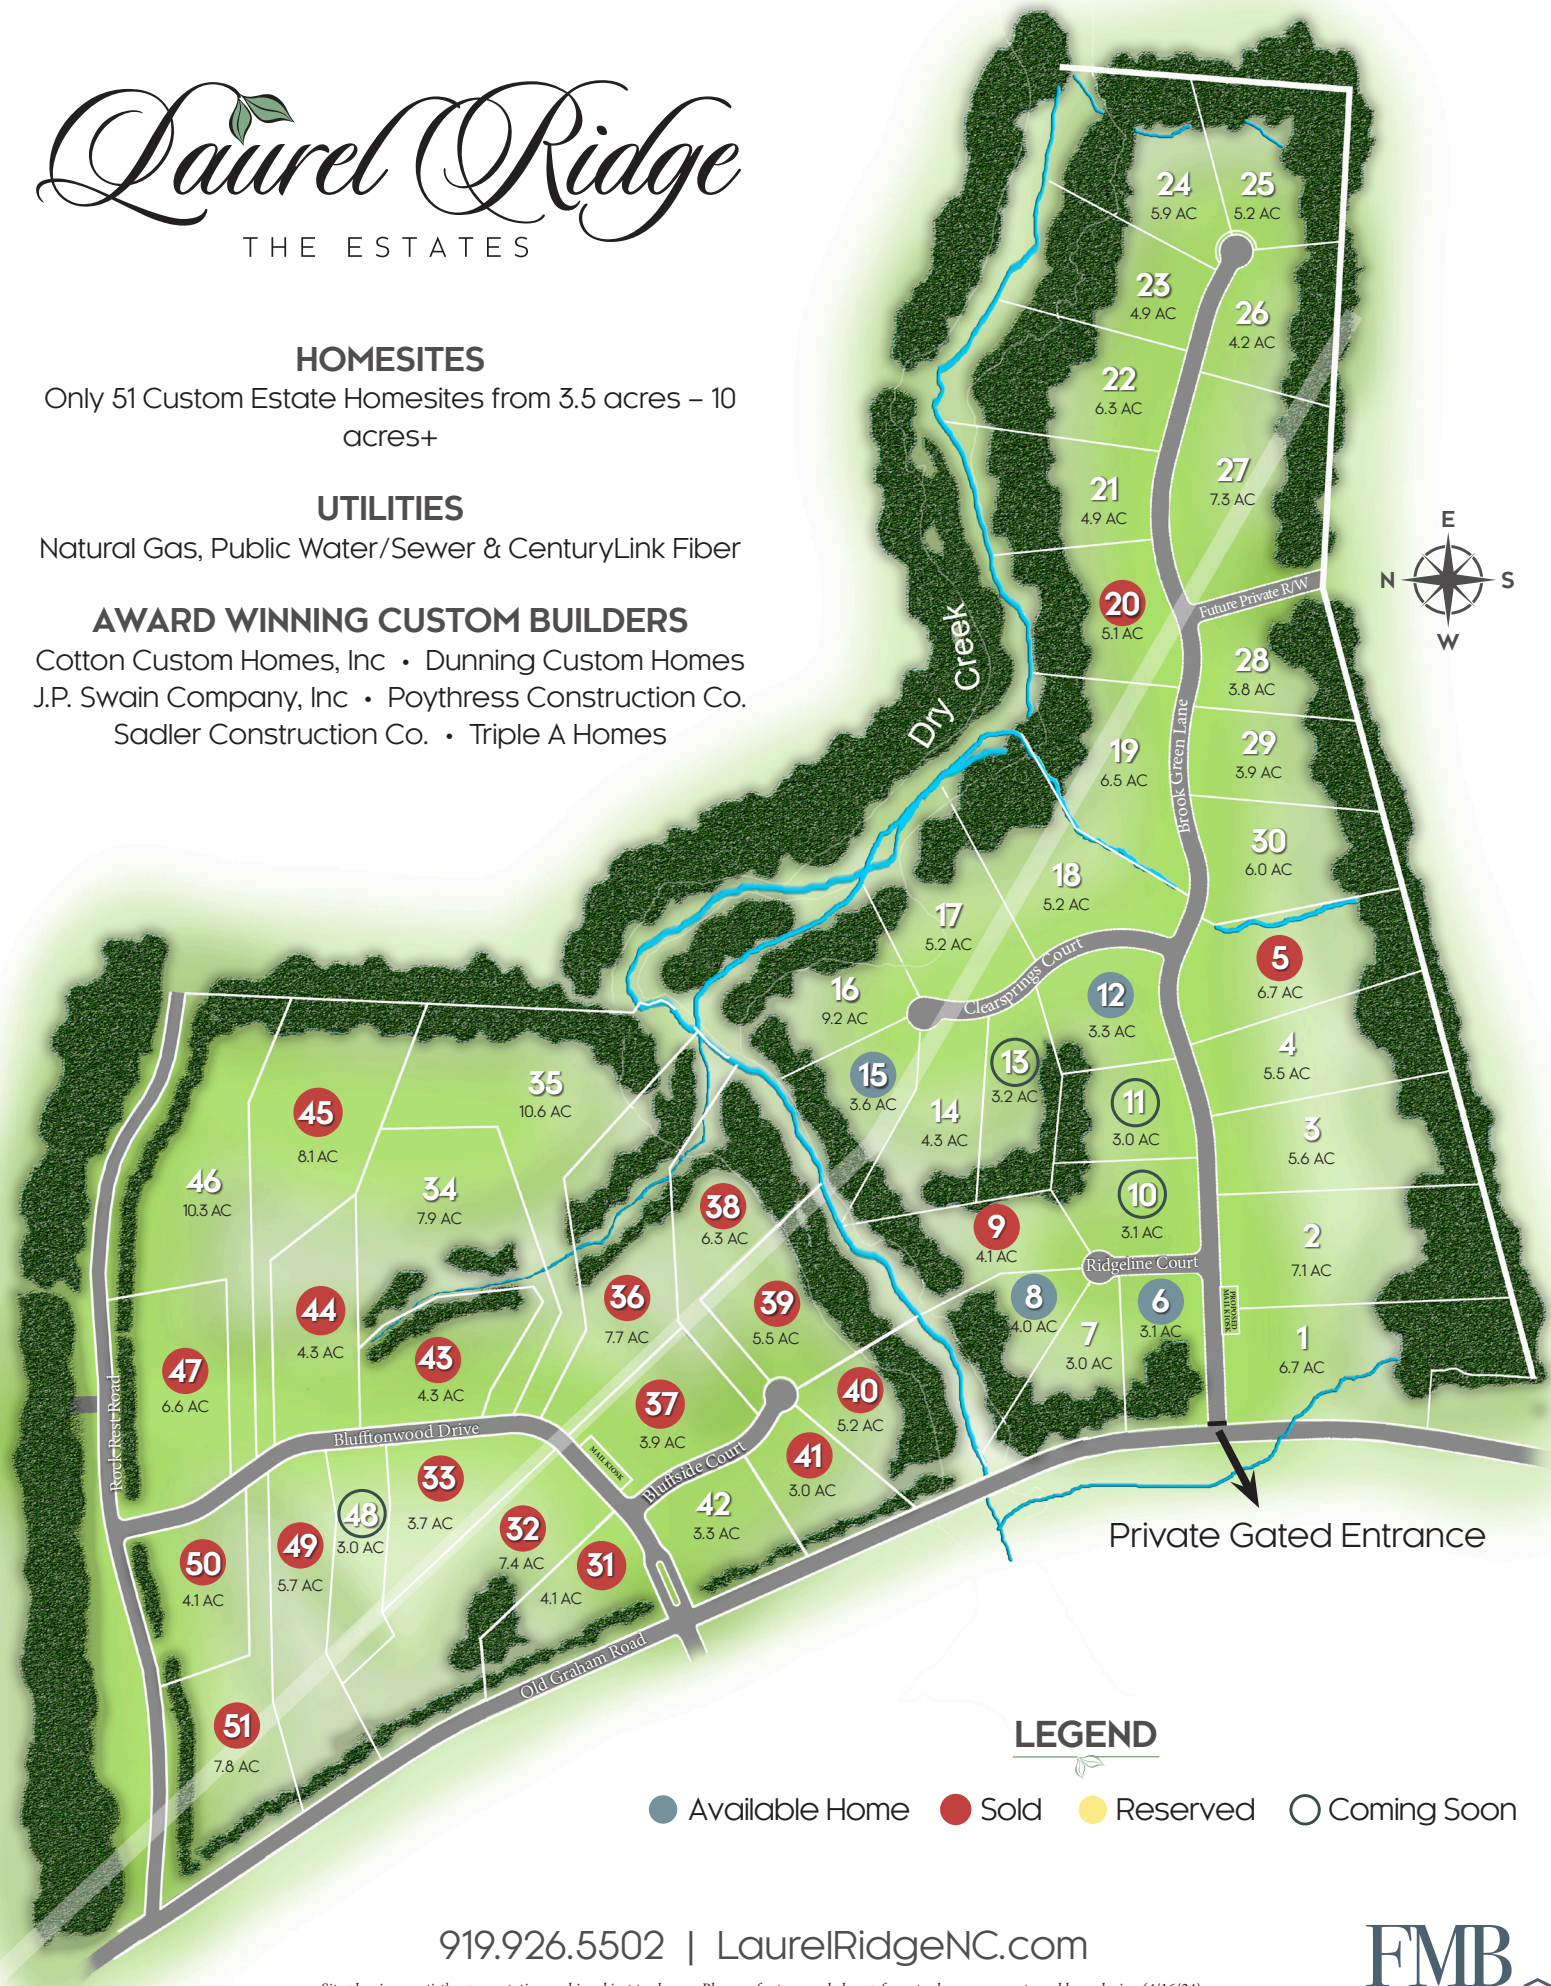 Laurel Ridge
THE ESTATES
HOMESITES
Only 51 Custom Estate Homesites from 3.5 acres – 10
acres+
UTILITIES
Natural Gas, Public Water/Sewer & CenturyLink Fiber
AWARD WINNING CUSTOM BUILDERS
Cotton Custom Homes, Inc • Dunning Custom Homes
J.P. Swain Company, Inc • Poythress Construction Co.
Sadler Construction Co. • Triple A Homes
24
5.9 AC
25
5.2 AC
23
4.9 AC
26
4.2 AC
22
6.3 AC
27
7.3 AC
21
4.9 AC
20
5.1 AC
Future Private R/W
E
N
S
W
28
3.8 AC
Dry Creek
Brook Green Lane
19
6.5 AC
29
3.9 AC
30
6.0 AC
18
5.2 AC
17
5.2 AC
Clearsprings Court
16
9.2 AC
12
3.3 AC
5
6.7 AC
15
3.6 AC
13
3.2 AC
14
4.3 AC
11
3.0 AC
4
5.5 AC
3
5.6 AC
10
3.1 AC
9
4.1 AC
Ridgeline Court
2
7.1 AC
8
4.0 AC
7
3.0 AC
6
3.1 AC
PROPOSED
MAIL KIOSK
1
6.7 AC
35
10.6 AC
45
8.1 AC
46
10.3 AC
34
7.9 AC
38
6.3 AC
44
4.3 AC
36
7.7 AC
39
5.5 AC
43
4.3 AC
47
6.6 AC
37
3.9 AC
40
5.2 AC
Rock Rest Road
Blufftonwood Drive
MAIL KIOSK
Bluffside Court
41
3.0 AC
42
3.3 AC
33
3.7 AC
48
3.0 AC
32
7.4 AC
49
5.7 AC
50
4.1 AC
31
4.1 AC
Old Graham Road
51
7.8 AC
Private Gated Entrance
LEGEND
Available Home
Sold
Reserved
Coming Soon
919.926.5502 | LaurelRidgeNC.com
FMB